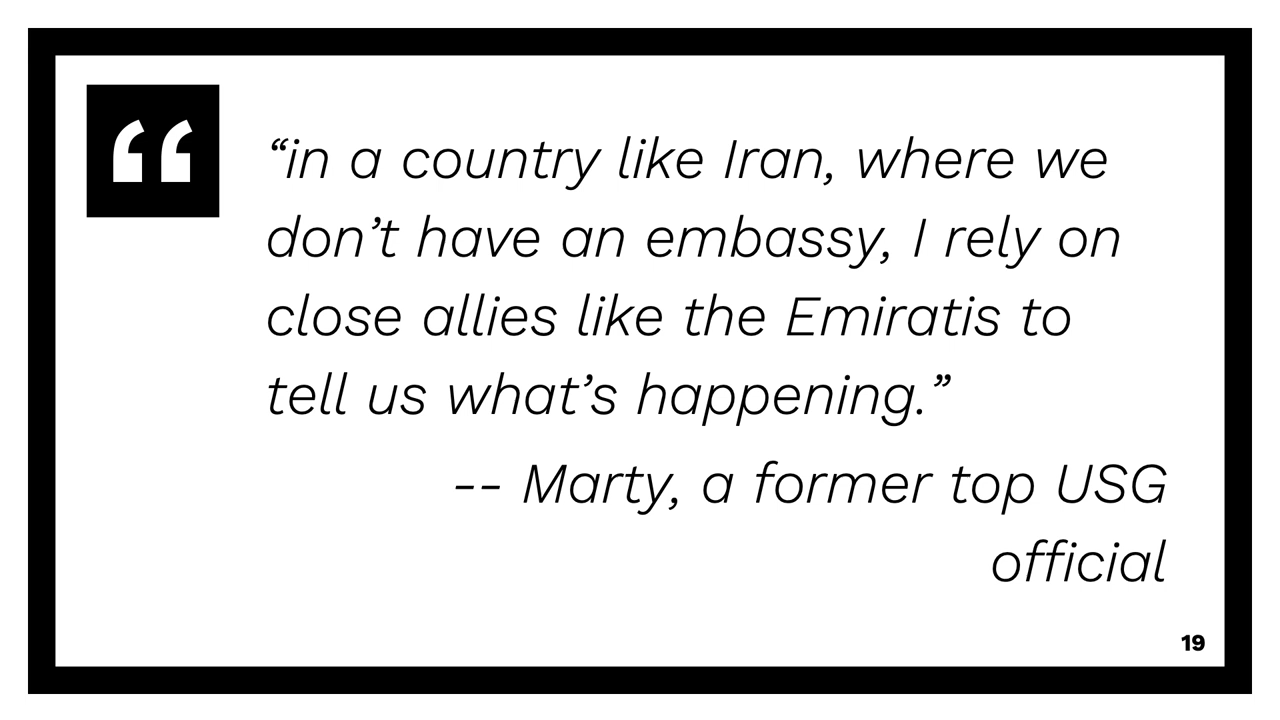 “
“in a country like Iran, where we
don’t have an embassy, I rely on
close allies like the Emiratis to
tell us what’s happening.”
-- Marty, a former top USG
official
19